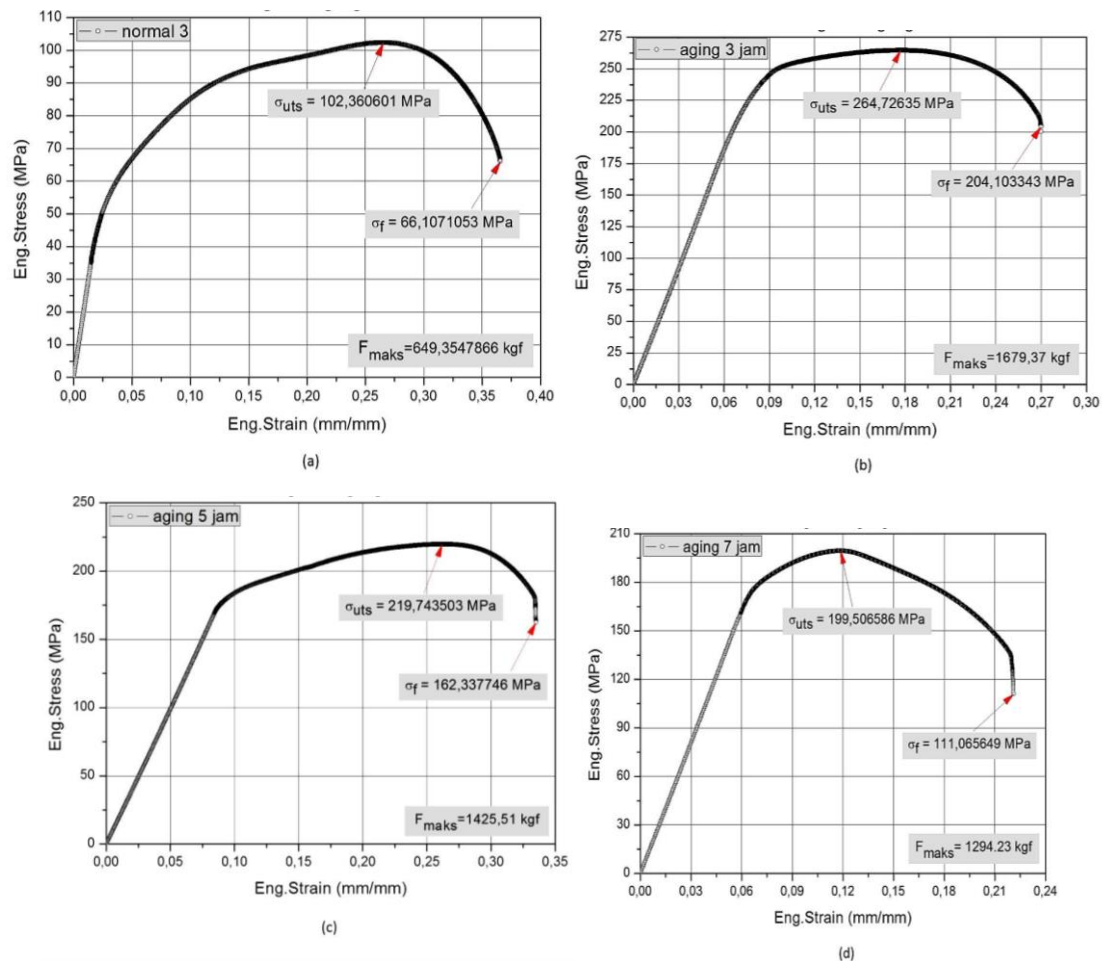 normal 3
110
100
90
80
70
60
50
40
30
20
10
0
Eng.Stress (MPa)
σuts = 102,360601 MPa
σf = 66,1071053 MPa
Fmaks=649,3547866 kgf
0,00 0,05 0,10 0,15 0,20 0,25 0,30 0,35 0,40
Eng.Strain (mm/mm)
(a)
aging 3 jam
275
250
225
200
175
150
125
100
75
50
25
0
Eng.Stress (MPa)
σuts = 264,72635 MPa
σf = 204,103343 MPa
Fmaks=1679,37 kgf
0,00 0,03 0,06 0,09 0,12 0,15 0,18 0,21 0,24 0,27 0,30
Eng.Strain (mm/mm)
(b)
aging 5 jam
250
200
150
100
50
0
Eng.Stress (MPa)
σuts = 219,743503 MPa
σf = 162,337746 MPa
Fmaks=1425,51 kgf
0,00 0,05 0,10 0,15 0,20 0,25 0,30 0,35
Eng.Strain (mm/mm)
(c)
aging 7 jam
210
180
150
120
90
60
30
0
Eng.Stress (MPa)
σuts = 199,506586 MPa
σf = 111,065649 MPa
Fmaks=1294.23 kgf
0,00 0,03 0,06 0,09 0,12 0,15 0,18 0,21 0,24
Eng.Strain (mm/mm)
(d)